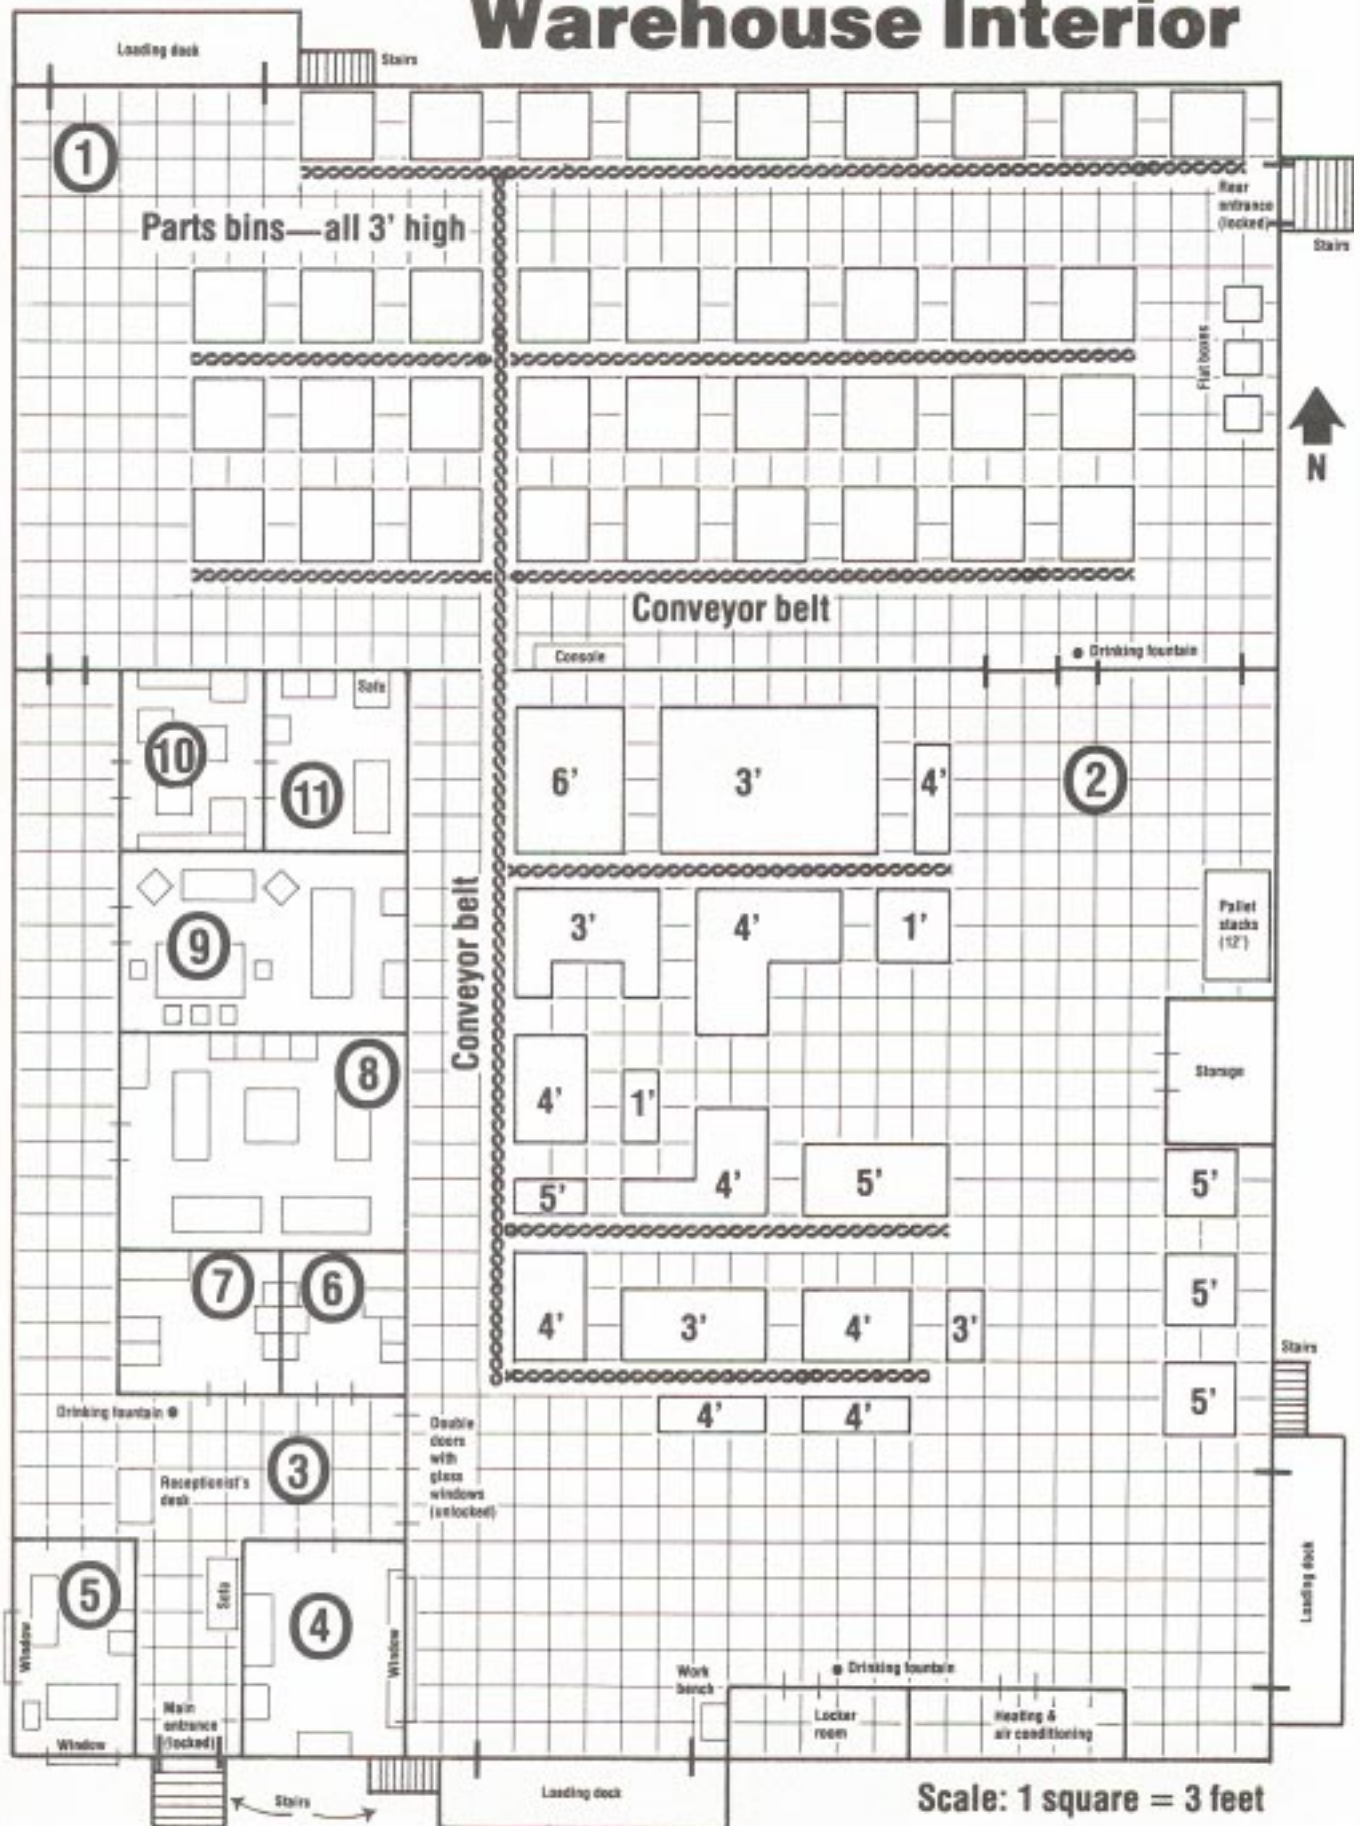 Warehouse Interior
Loading dock
Stairs
1
Rear
entrance
(locked)
Stairs
Parts bins—all 3' high
Flat boxes
N
Conveyor belt
Console
Drinking fountain
Safe
10
11
6'
3'
4'
2
Conveyor belt
3'
4'
1'
Pallet
stacks
(12')
9
8
4'
1'
Storage
5'
4'
5'
5'
7
6
4'
3'
4'
3'
5'
Stairs
4'
4'
5'
Drinking fountain
3
Double
doors
with
glass
windows
(unlocked)
Receptionist's
desk
5
Sofa
4
Window
Window
Loading dock
Drinking fountain
Work
bench
Main
entrance
(locked)
Window
Locker
room
Heating &
air conditioning
Stairs
Loading dock
Scale: 1 square = 3 feet